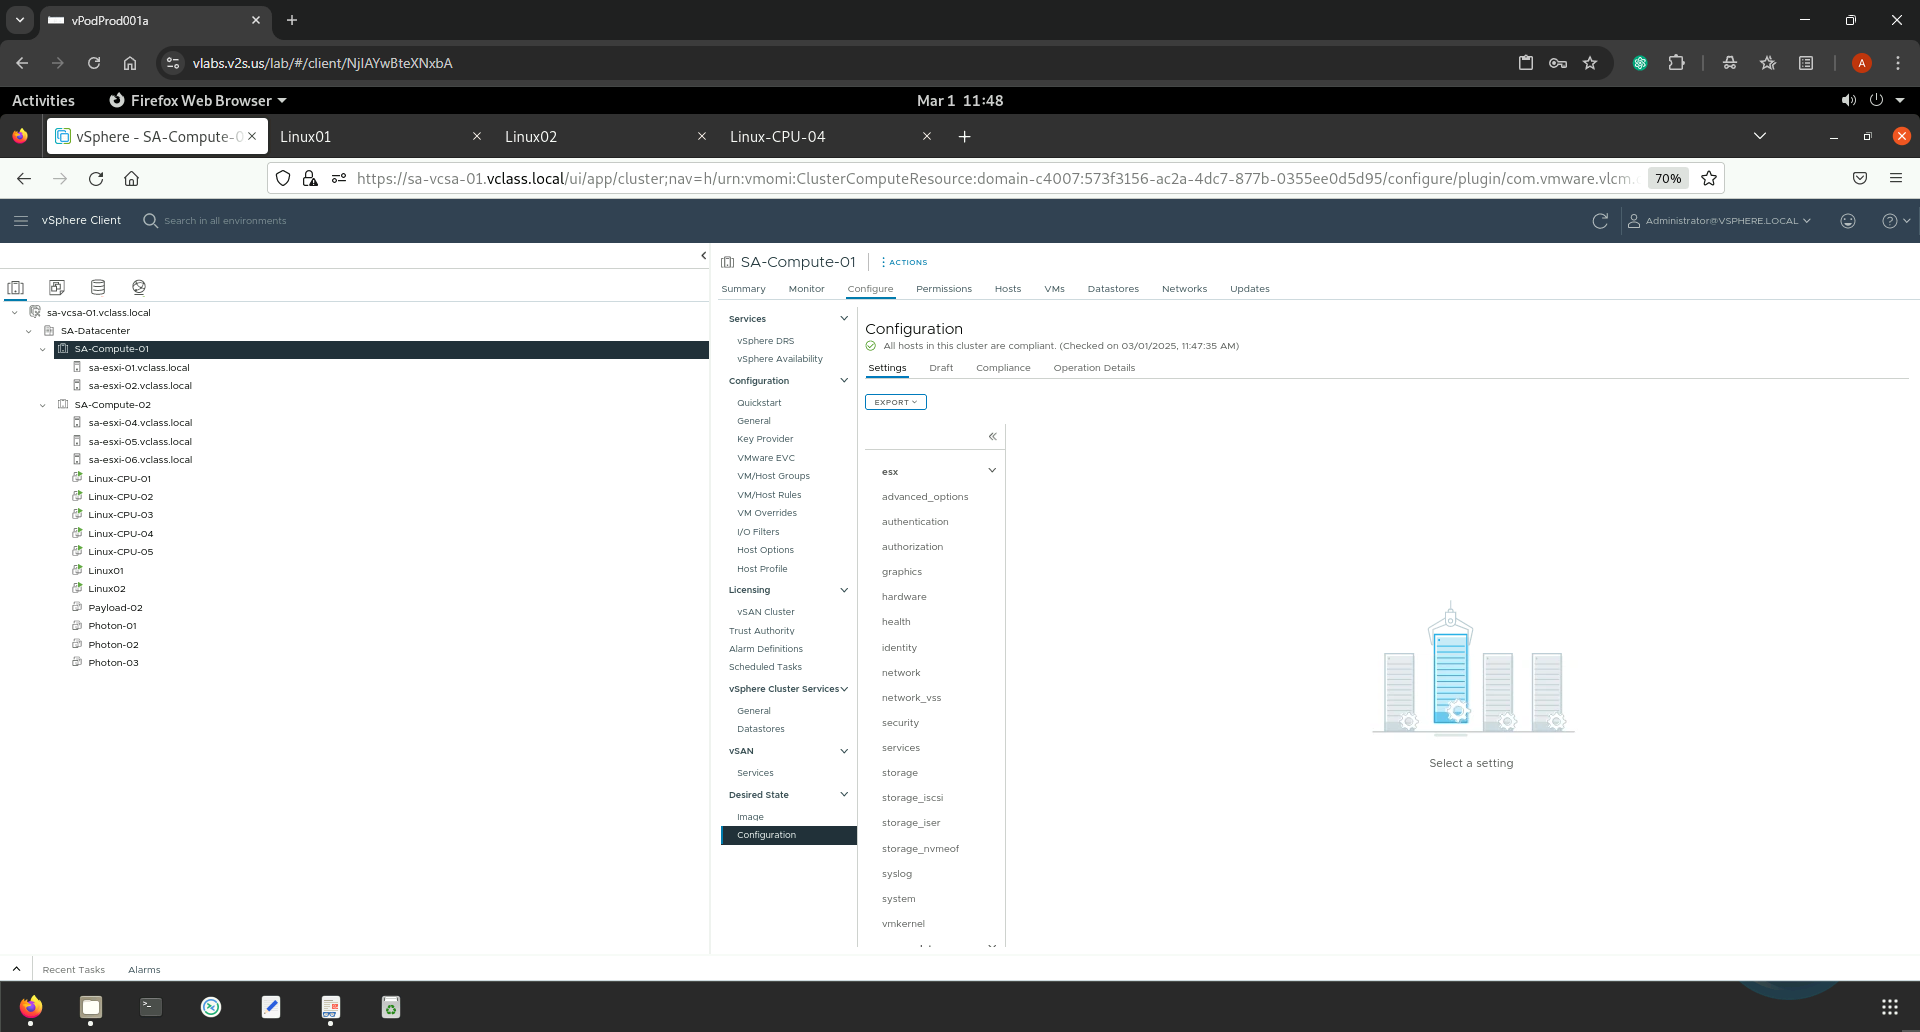 vPodProd001a
vlabs.v2s.us/lab/#/client/NjIAYwBteXNxbA
A
Activities
Firefox Web Browser
Mar 1 11:48
vSphere - SA-Compute-0
Linux01
Linux02
Linux-CPU-04
https://sa-vcsa-01.vclass.local/ui/app/cluster;nav=h/urn:vmomi:ClusterComputeResource:domain-c4007:573f3156-ac2a-4dc7-877b-0355ee0d5d95/configure/plugin/com.vmware.vlcm.
70%
vSphere Client
Search in all environments
Administrator@VSPHERE.LOCAL
sa-vcsa-01.vclass.local
SA-Datacenter
SA-Compute-01
sa-esxi-01.vclass.local
sa-esxi-02.vclass.local
SA-Compute-02
sa-esxi-04.vclass.local
sa-esxi-05.vclass.local
sa-esxi-06.vclass.local
Linux-CPU-01
Linux-CPU-02
Linux-CPU-03
Linux-CPU-04
Linux-CPU-05
Linux01
Linux02
Payload-02
Photon-01
Photon-02
Photon-03
SA-Compute-01
ACTIONS
Summary
Monitor
Configure
Permissions
Hosts
VMs
Datastores
Networks
Updates
Services
vSphere DRS
vSphere Availability
Configuration
Quickstart
General
Key Provider
VMware EVC
VM/Host Groups
VM/Host Rules
VM Overrides
I/O Filters
Host Options
Host Profile
Licensing
vSAN Cluster
Trust Authority
Alarm Definitions
Scheduled Tasks
vSphere Cluster Services
General
Datastores
vSAN
Services
Desired State
Image
Configuration
Configuration
All hosts in this cluster are compliant. (Checked on 03/01/2025, 11:47:35 AM)
Settings
Draft
Compliance
Operation Details
EXPORT
esx
advanced_options
authentication
authorization
graphics
hardware
health
identity
network
network_vss
security
services
storage
storage_iscsi
storage_iser
storage_nvmeof
syslog
system
vmkernel
Select a setting
Recent Tasks
Alarms